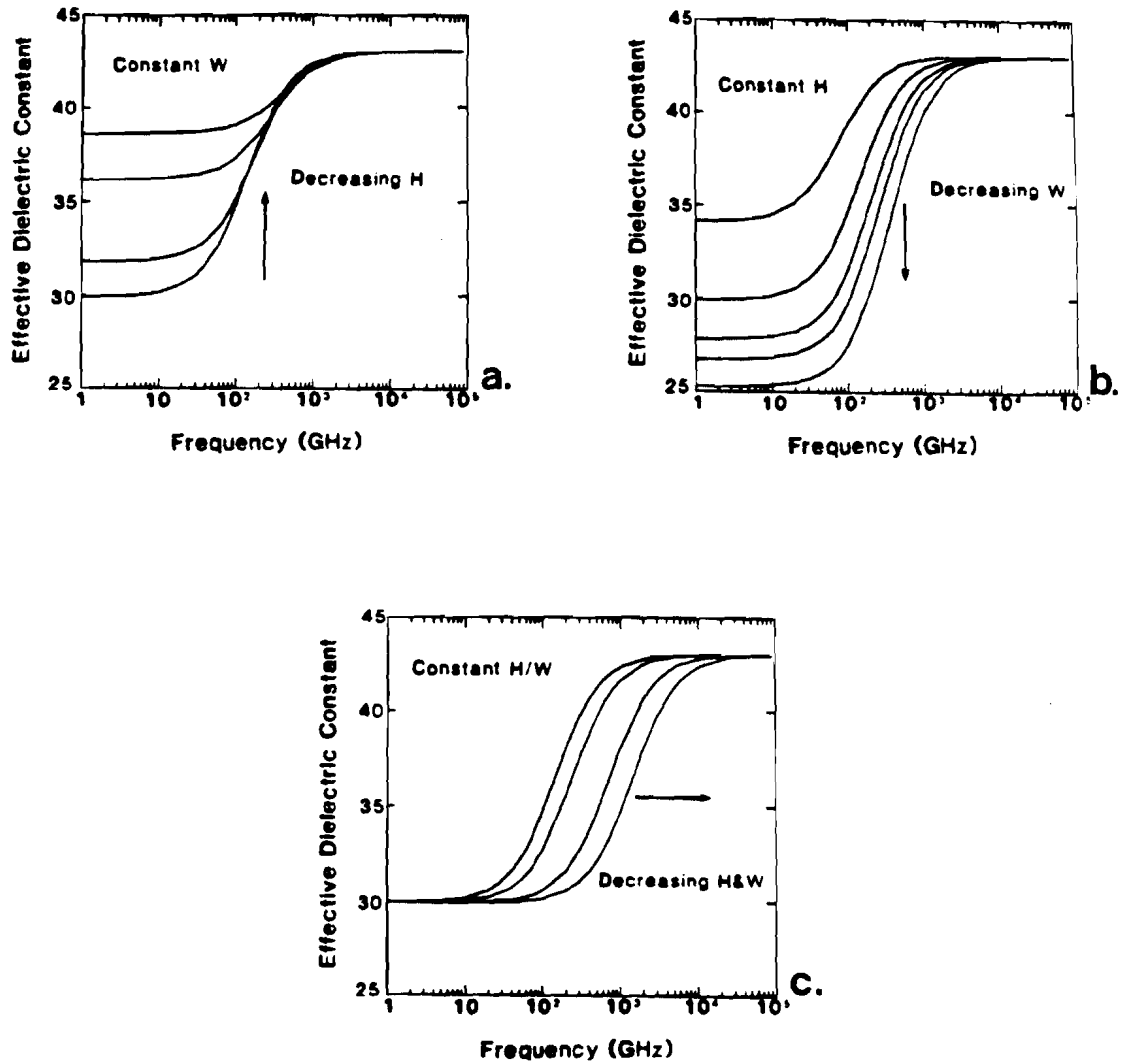 45
40
35
30
25
Effective Dielectric Constant
Constant W
Decreasing H
1
10
10²
10³
10⁴
10⁵
Frequency (GHz)
a.
45
40
35
30
25
Effective Dielectric Constant
Constant H
Decreasing W
1
10
10²
10³
10⁴
10⁵
Frequency (GHz)
b.
45
40
35
30
25
Effective Dielectric Constant
Constant H/W
Decreasing H&W
1
10
10²
10³
10⁴
10⁵
Frequency (GHz)
c.